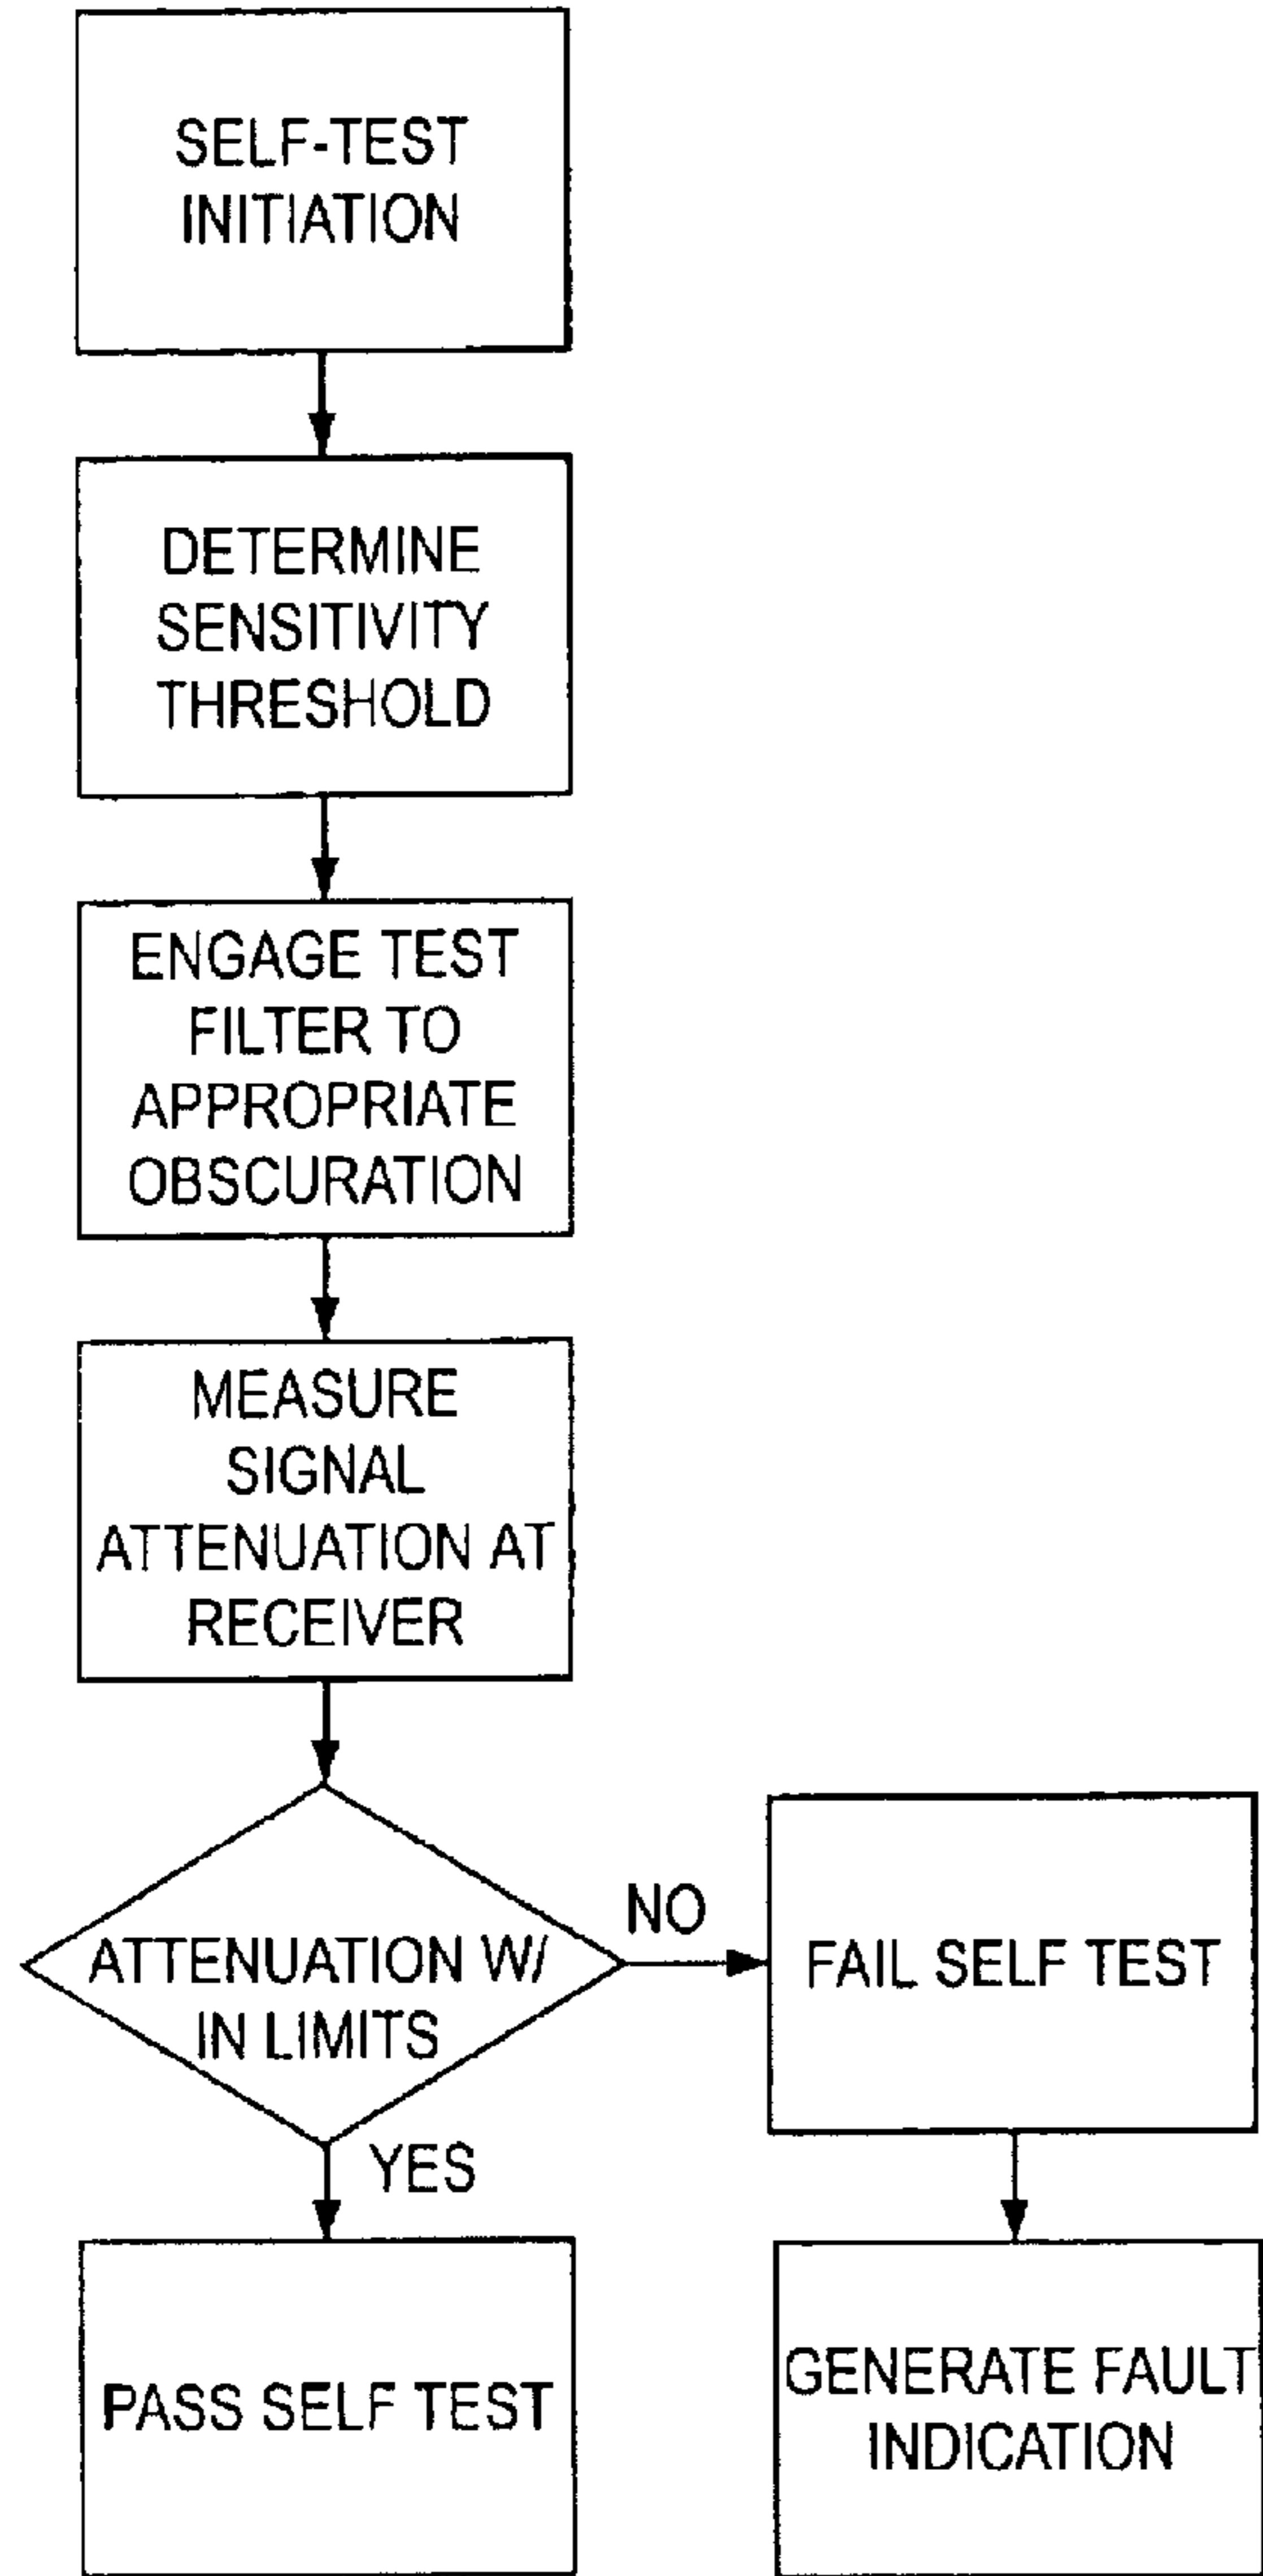 SELF-TEST
INITIATION
DETERMINE
SENSITIVITY
THRESHOLD
ENGAGE TEST
FILTER TO
APPROPRIATE
OBSCURATION
MEASURE
SIGNAL
ATTENUATION AT
RECEIVER
ATTENUATION W/
IN LIMITS
NO
FAIL SELF TEST
YES
PASS SELF TEST
GENERATE FAULT
INDICATION